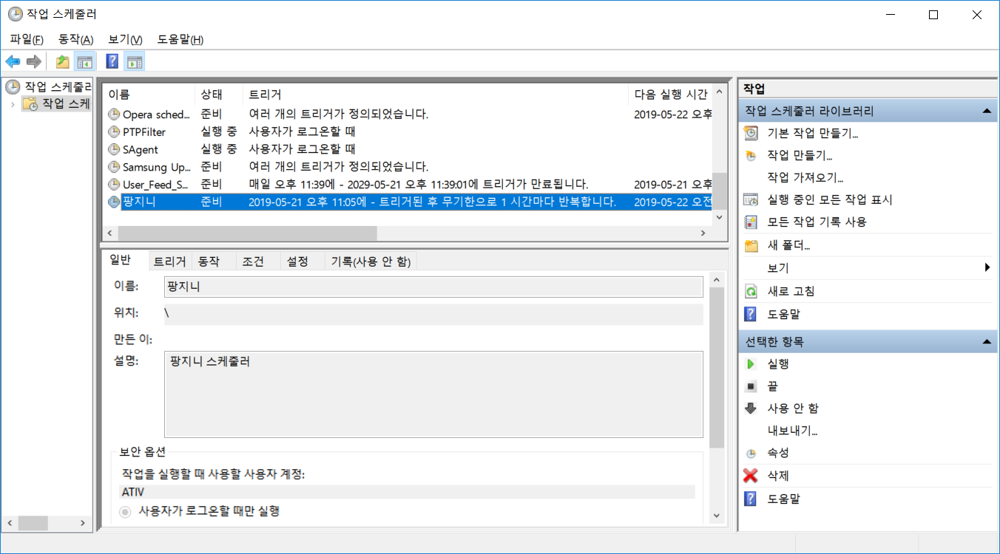 작업 스케줄러
파일(F) 동작(A) 보기(V) 도움말(H)
작업 스케줄러
작업 스케
이름 상태 트리거 다음 실행 시간
Opera sched... 준비 여러 개의 트리거가 정의되었습니다. 2019-05-22 오후
PTPFilter 실행 중 사용자가 로그온할 때
SAgent 실행 중 사용자가 로그온할 때
Samsung Up... 준비 여러 개의 트리거가 정의되었습니다.
User_Feed_S... 준비 매일 오후 11:39에 - 2029-05-21 오후 11:39:01에 트리거가 만료됩니다. 2019-05-21 오후
팡지니 준비 2019-05-21 오후 11:05에 - 트리거된 후 무기한으로 1 시간마다 반복합니다. 2019-05-22 오전
일반 트리거 동작 조건 설정 기록(사용 안 함)
이름: 팡지니
위치: \
만든 이:
설명: 팡지니 스케줄러
보안 옵션
작업을 실행할 때 사용할 사용자 계정:
ATIV
사용자가 로그온할 때만 실행
작업
작업 스케줄러 라이브러리
기본 작업 만들기...
작업 만들기...
작업 가져오기...
실행 중인 모든 작업 표시
모든 작업 기록 사용
새 폴더...
보기
새로 고침
도움말
선택한 항목
실행
끝
사용 안 함
내보내기...
속성
삭제
도움말